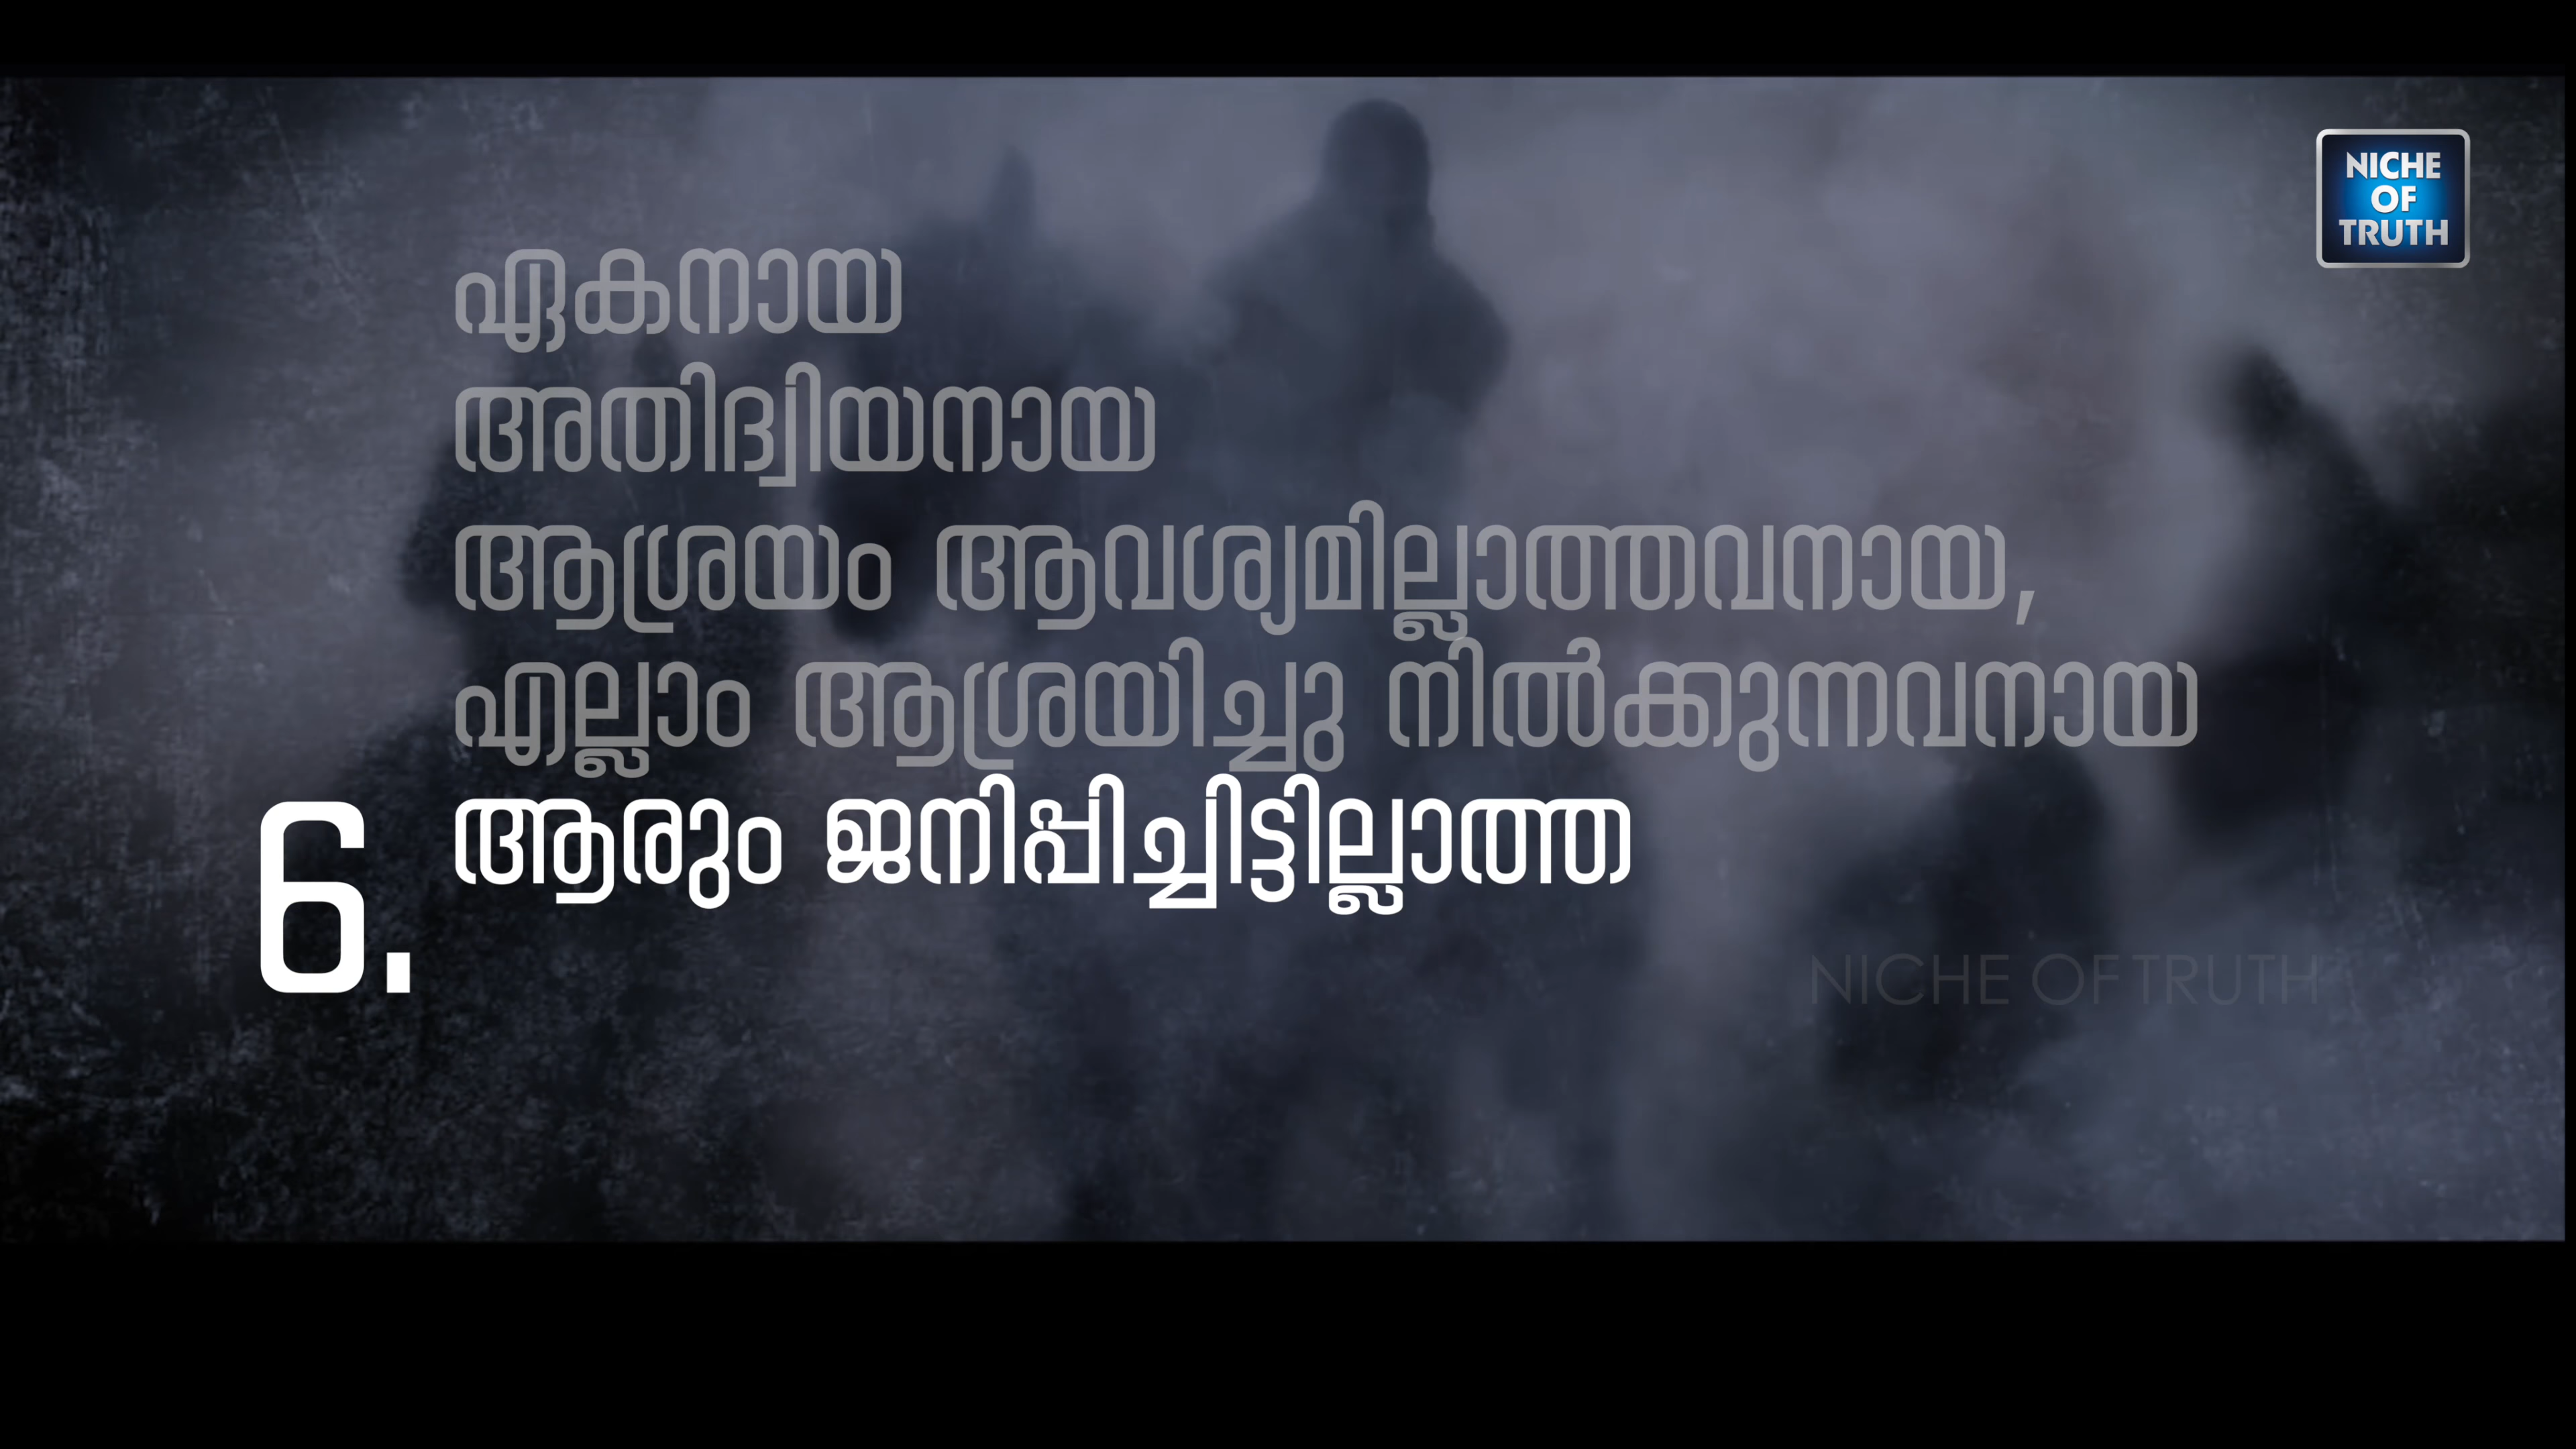 NICHE
OF
TRUTH
ഏകനായ
അതിദ്വിയനായ
ആശ്രയം ആവശ്യമില്ലാത്തവനായ,
എല്ലാം ആശ്രയിച്ചു നിൽക്കുന്നവനായ
6. ആരും ജനിപ്പിച്ചിട്ടില്ലാത്ത
NICHE OF TRUTH